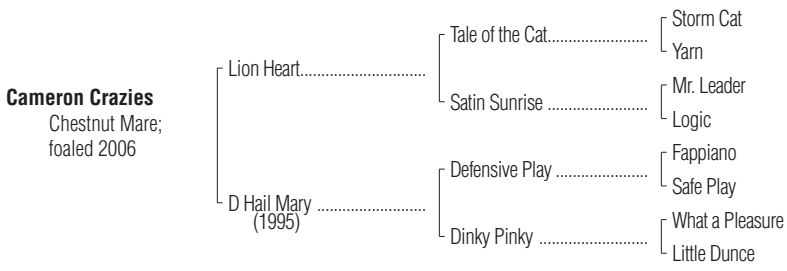 Cameron Crazies
Chestnut Mare;
foaled 2006
Lion Heart............................
D Hail Mary ........................
(1995)
Tale of the Cat.......................
Satin Sunrise .......................
Defensive Play .....................
Dinky Pinky .........................
Storm Cat
Yarn
Mr. Leader
Logic
Fappiano
Safe Play
What a Pleasure
Little Dunce